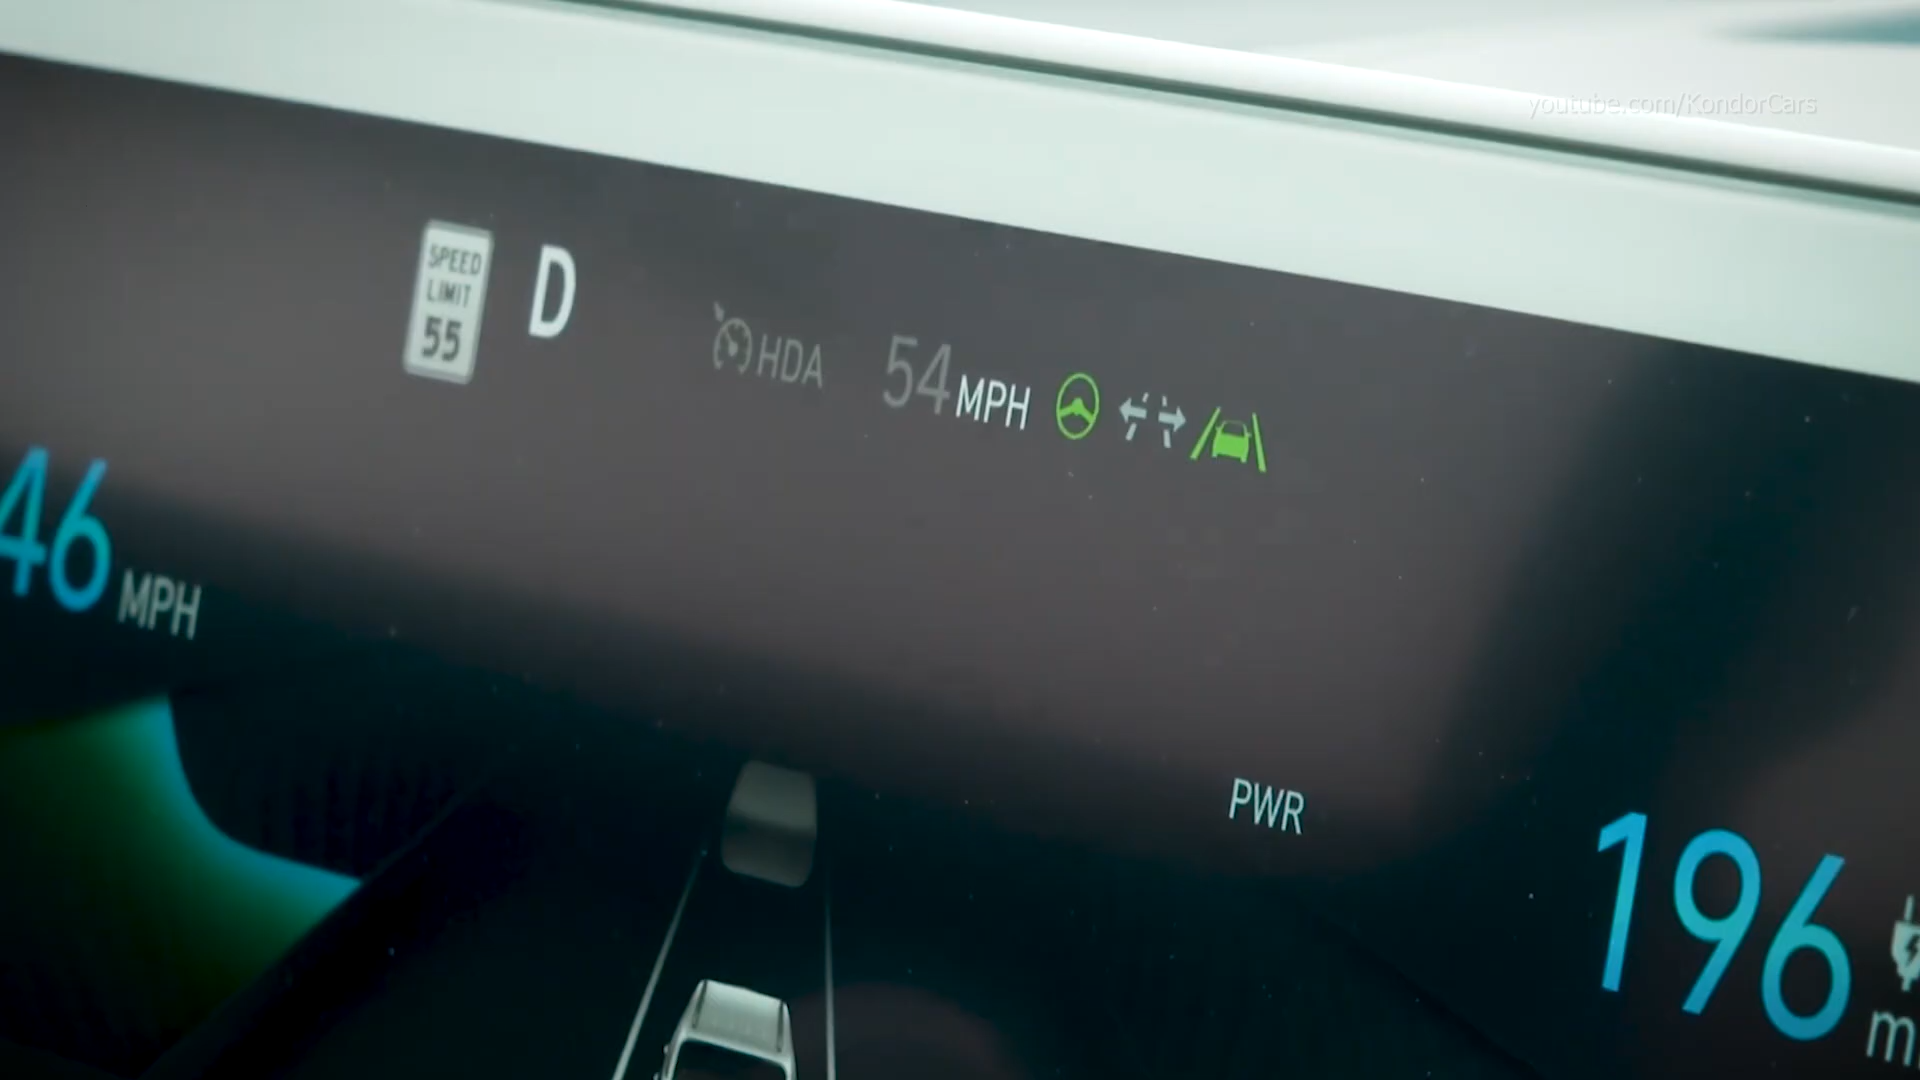 youtube.com/KondorCars
SPEED
LIMIT
55
D
HDA
54 MPH
46 MPH
PWR
196